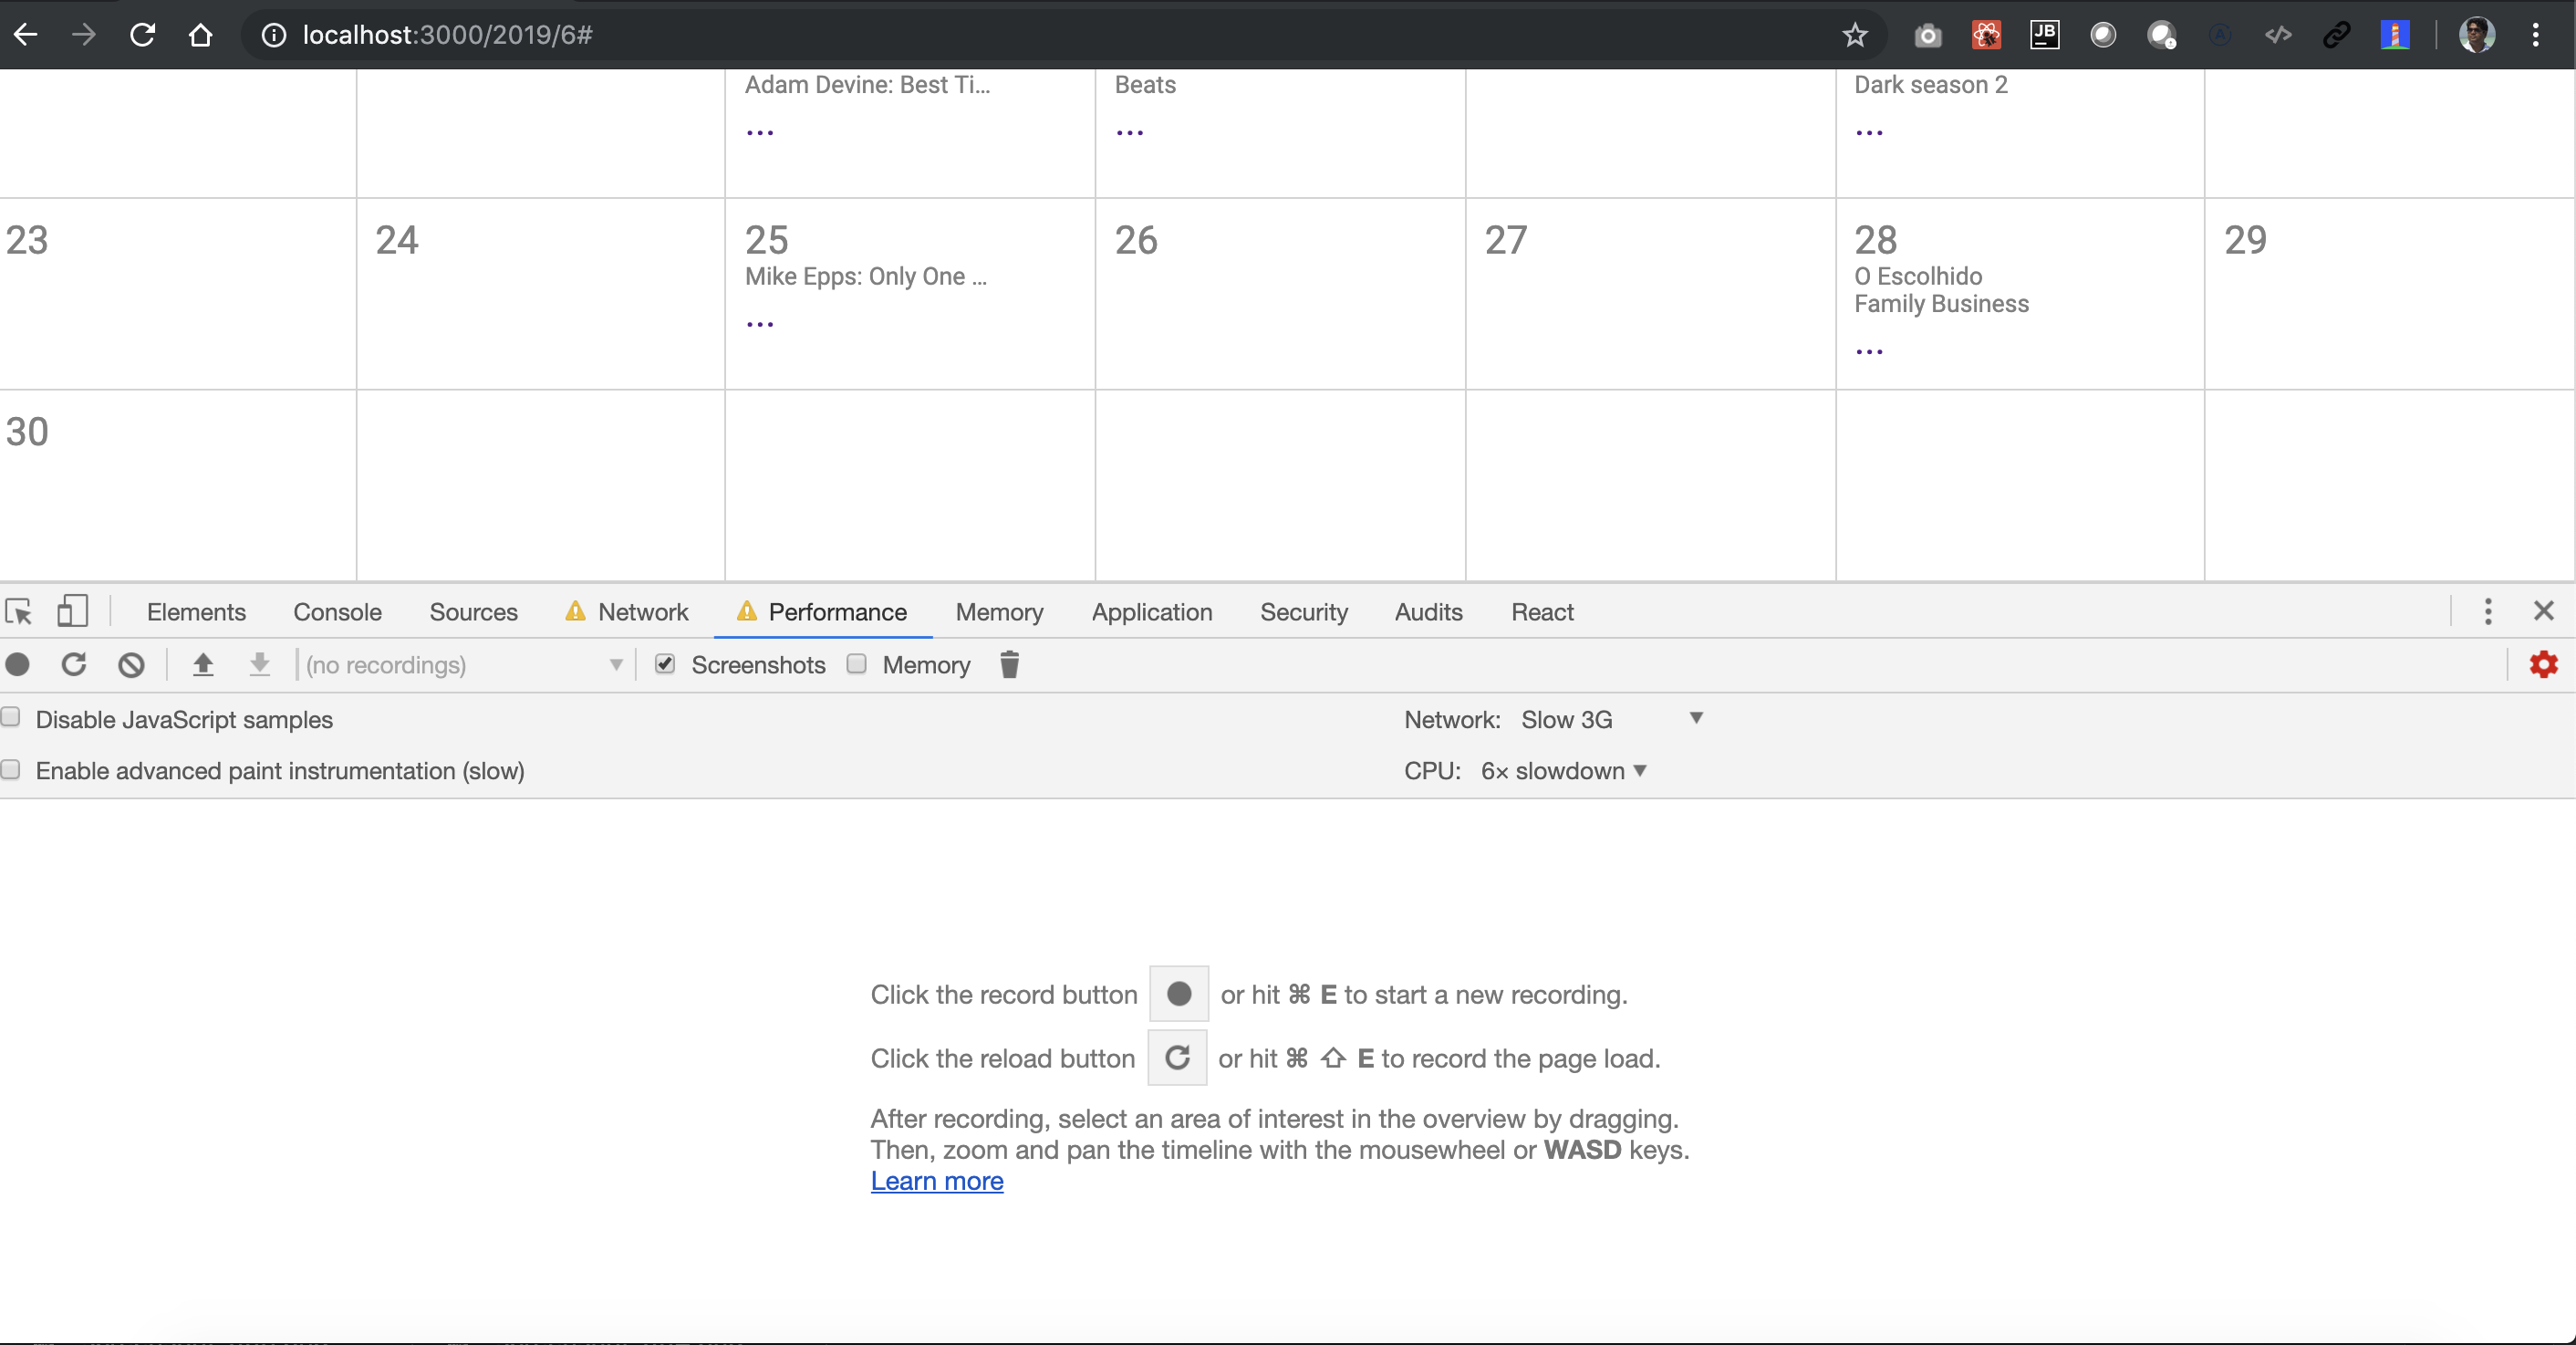 localhost:3000/2019/6#
JB
Adam Devine: Best Ti...
Beats
Dark season 2
...
...
...
23
24
25
26
27
28
29
Mike Epps: Only One ...
O Escolhido
Family Business
...
...
30
Elements Console Sources Network Performance Memory Application Security Audits React
(no recordings) Screenshots Memory
Disable JavaScript samples
Network: Slow 3G
Enable advanced paint instrumentation (slow)
CPU: 6× slowdown
Click the record button or hit ⌘ E to start a new recording.
Click the reload button or hit ⌘ ⇧ E to record the page load.
After recording, select an area of interest in the overview by dragging.
Then, zoom and pan the timeline with the mousewheel or WASD keys.
Learn more